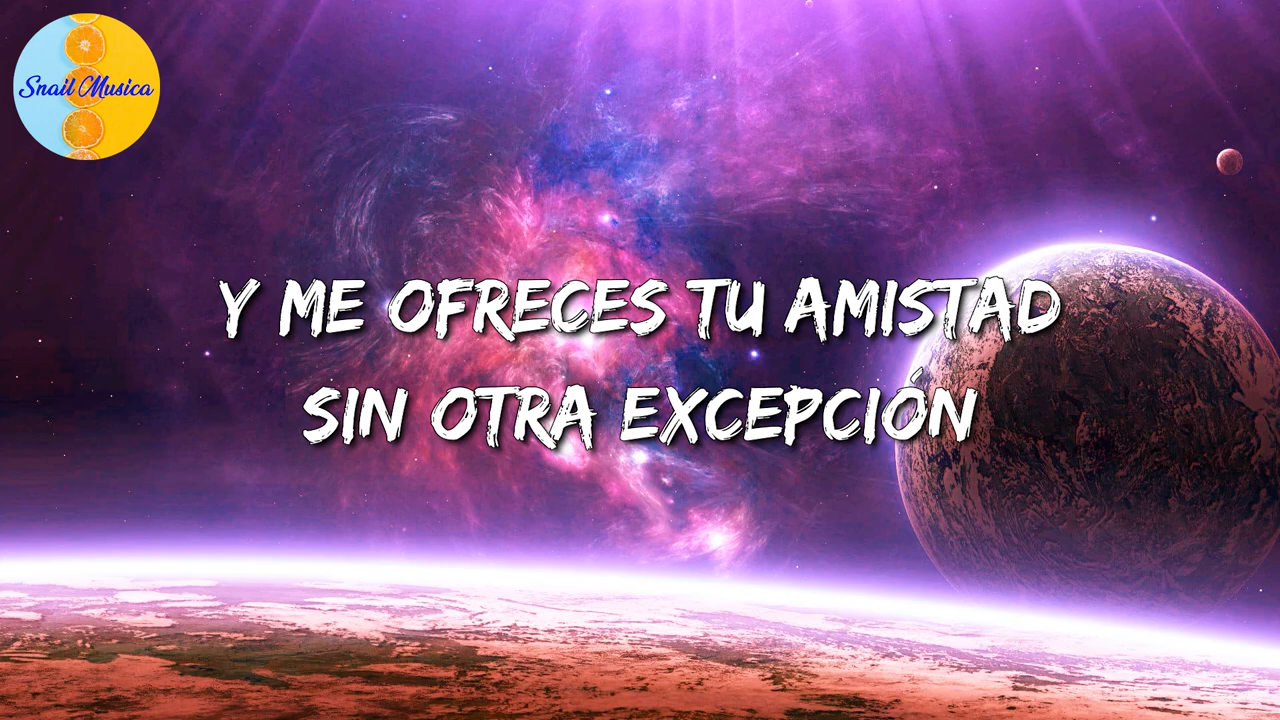 Snail Musica
Y ME OFRECES TU AMISTAD
SIN OTRA EXCEPCIÓN